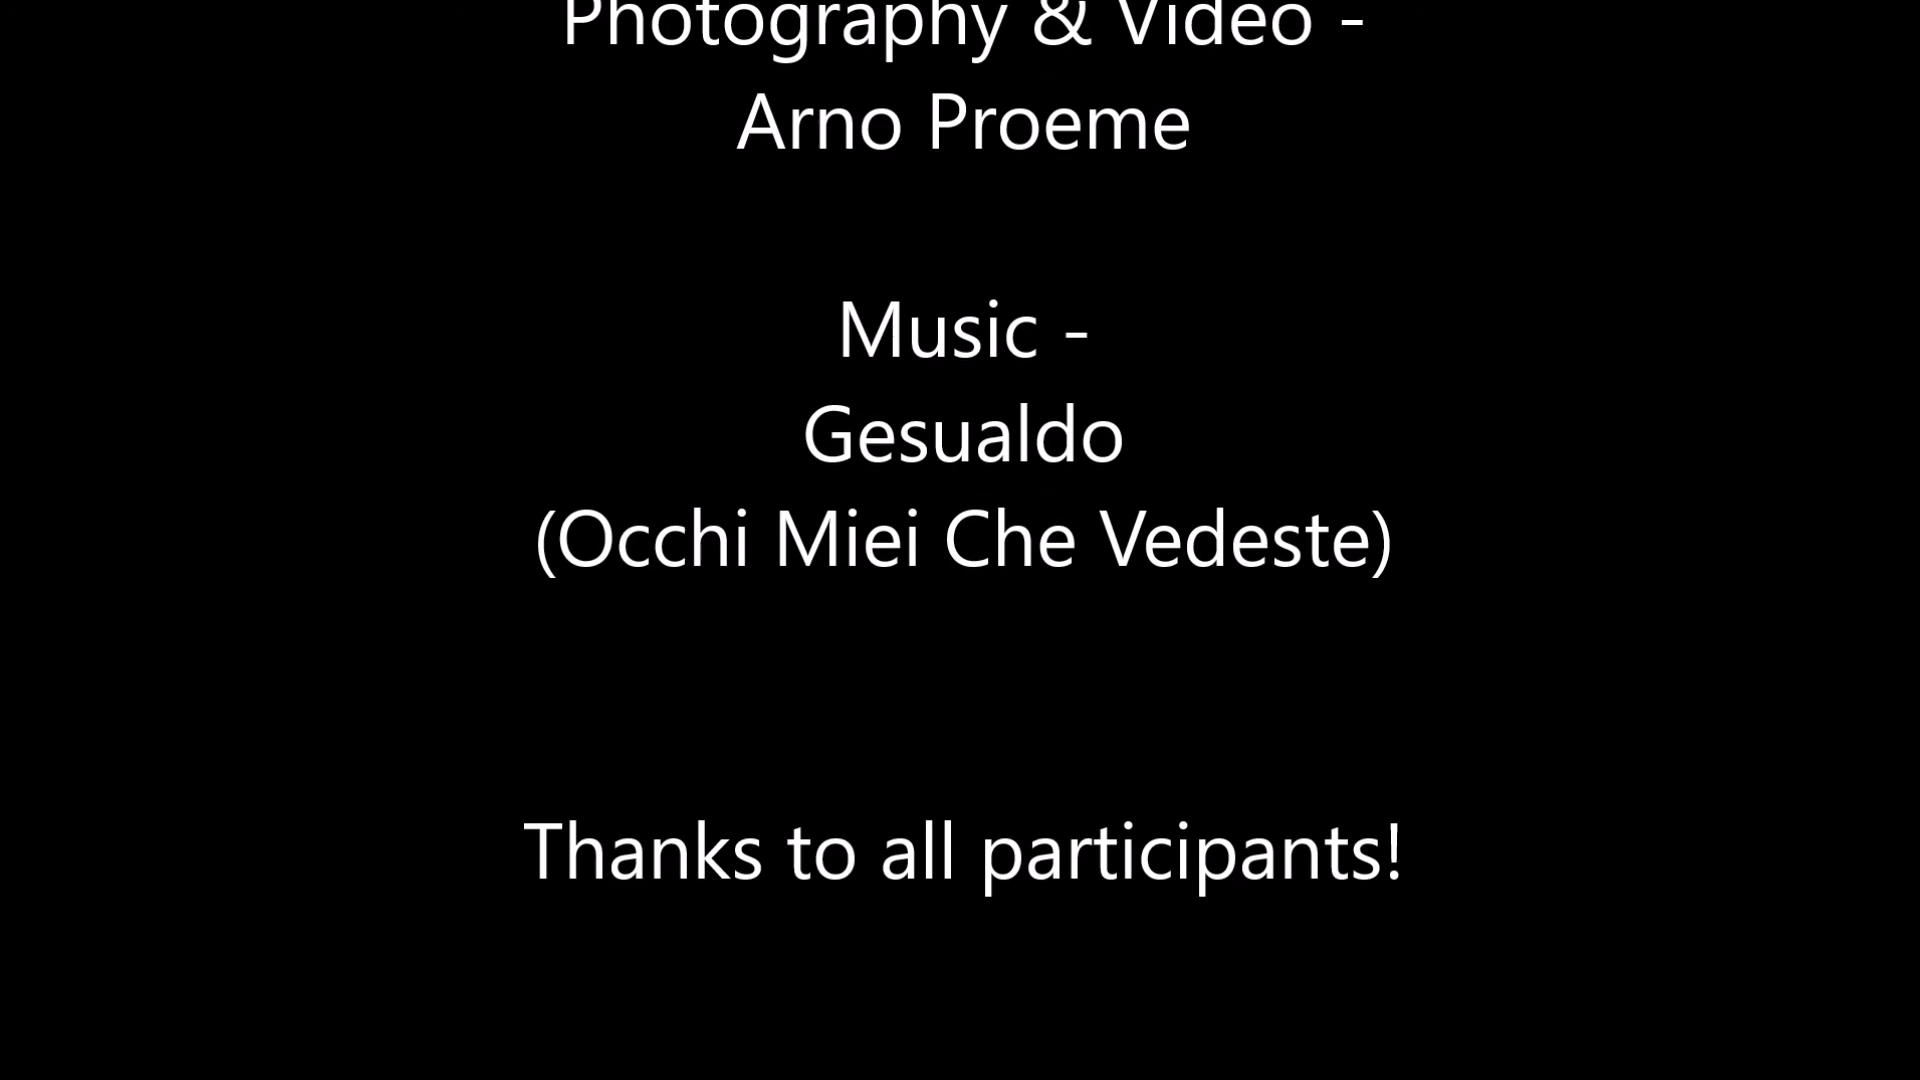 Photography & Video -
Arno Proeme
Music -
Gesualdo
(Occhi Miei Che Vedeste)
Thanks to all participants!